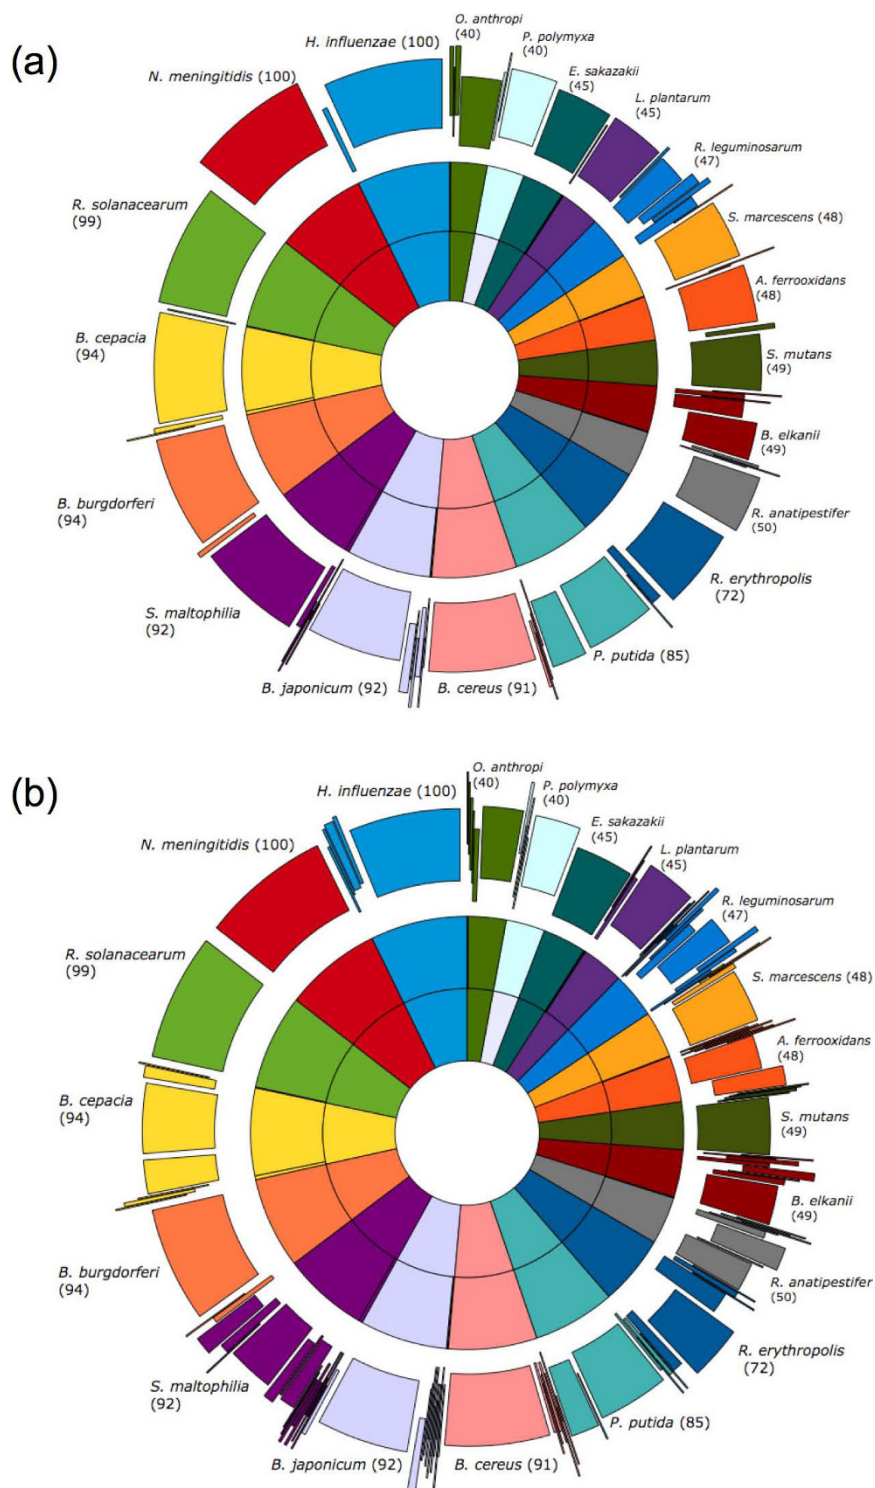 (a)
O. anthropi
(40)
P. polymyxa
(40)
E. sakazakii
(45)
L. plantarum
(45)
R. leguminosarum
(47)
S. marcescens (48)
A. ferrooxidans
(48)
S. mutans
(49)
B. elkanii
(49)
R. anatipestifer
(50)
R. erythropolis
(72)
P. putida (85)
B. cereus (91)
B. japonicum (92)
S. maltophilia
(92)
B. burgdorferi
(94)
B. cepacia
(94)
R. solanacearum
(99)
N. meningitidis (100)
H. influenzae (100)
(b)
O. anthropi
(40)
P. polymyxa
(40)
E. sakazakii
(45)
L. plantarum
(45)
R. leguminosarum
(47)
S. marcescens (48)
A. ferrooxidans
(48)
S. mutans
(49)
B. elkanii
(49)
R. anatipestifer
(50)
R. erythropolis
(72)
P. putida (85)
B. cereus (91)
B. japonicum (92)
S. maltophilia
(92)
B. burgdorferi
(94)
B. cepacia
(94)
R. solanacearum
(99)
N. meningitidis (100)
H. influenzae (100)